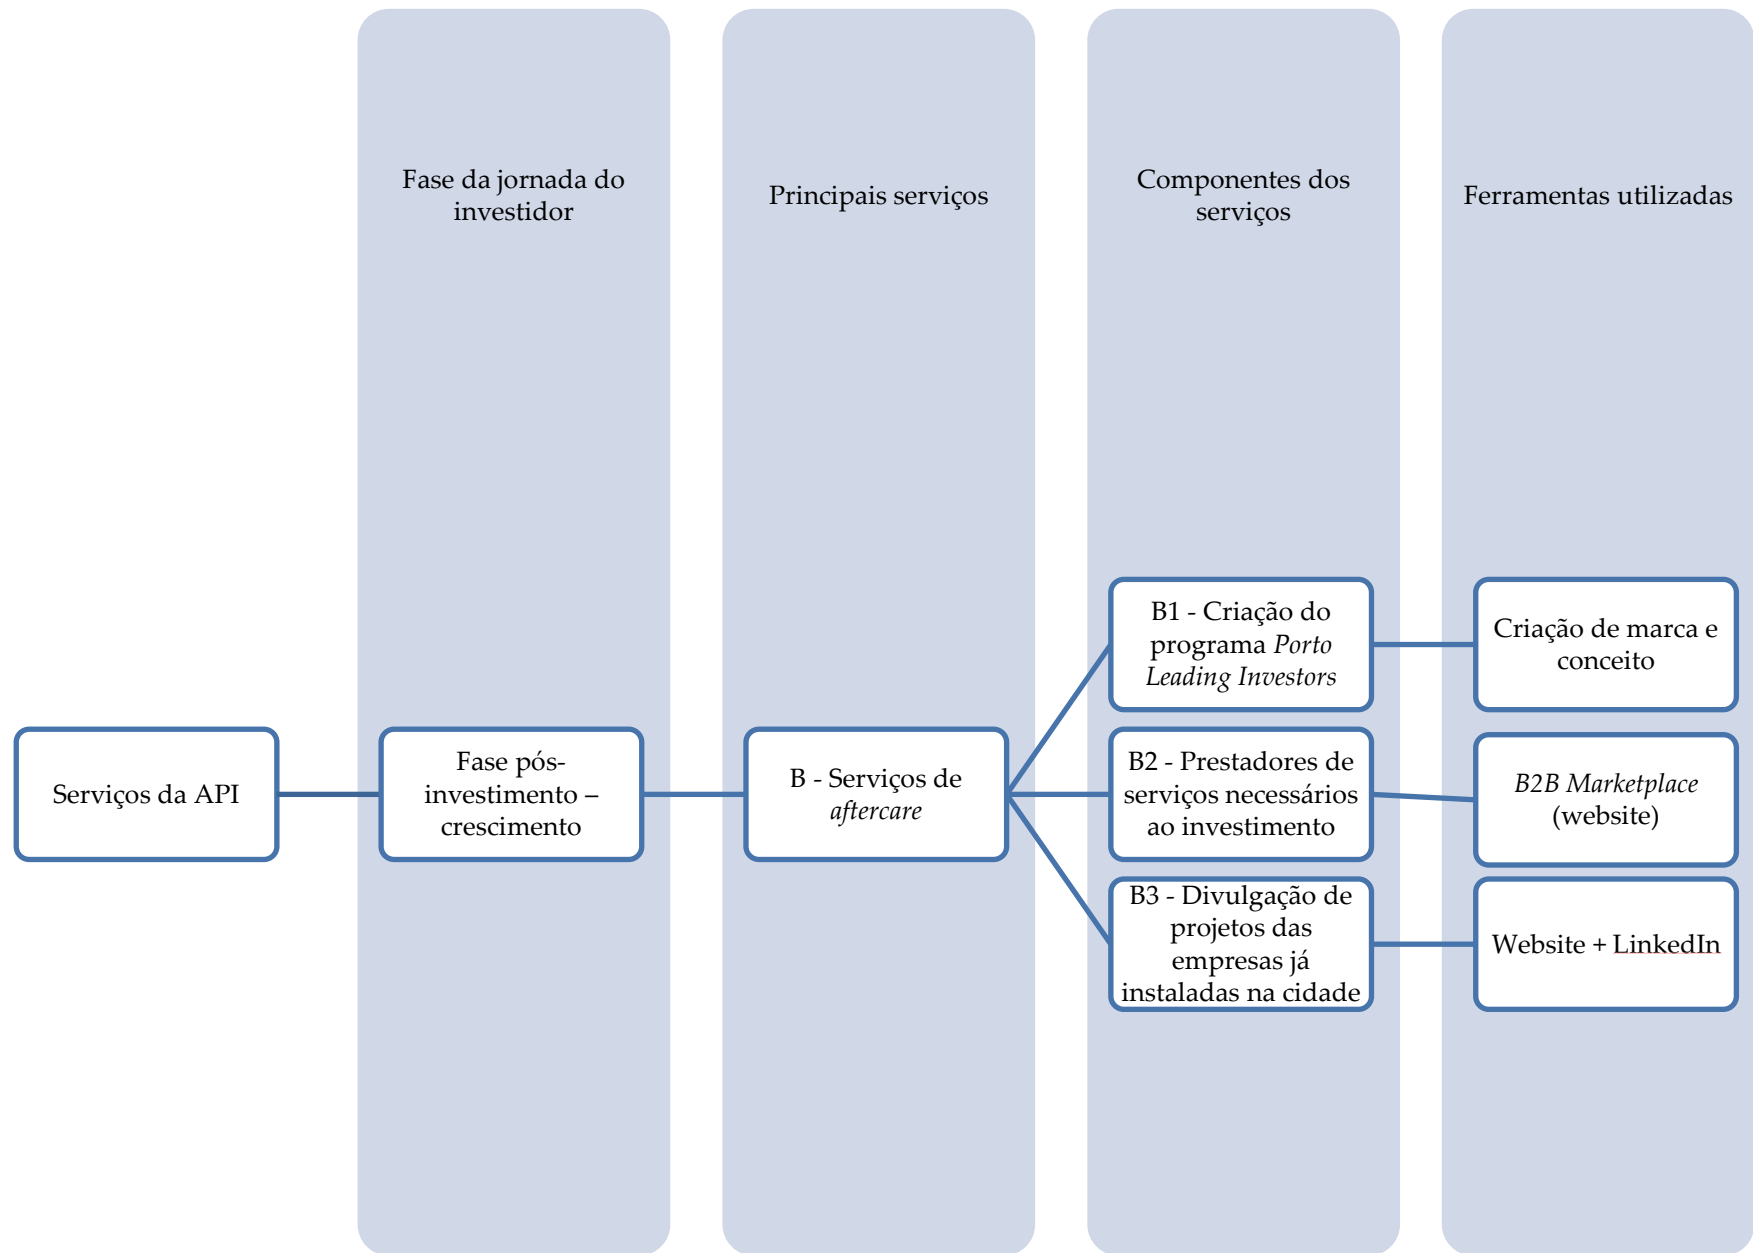 Fase da jornada do
investidor
Principais serviços
Componentes dos
serviços
Ferramentas utilizadas
Serviços da API
Fase pós-
investimento –
crescimento
B - Serviços de
aftercare
B1 - Criação do
programa Porto
Leading Investors
Criação de marca e
conceito
B2 - Prestadores de
serviços necessários
ao investimento
B2B Marketplace
(website)
B3 - Divulgação de
projetos das
empresas já
instaladas na cidade
Website + LinkedIn